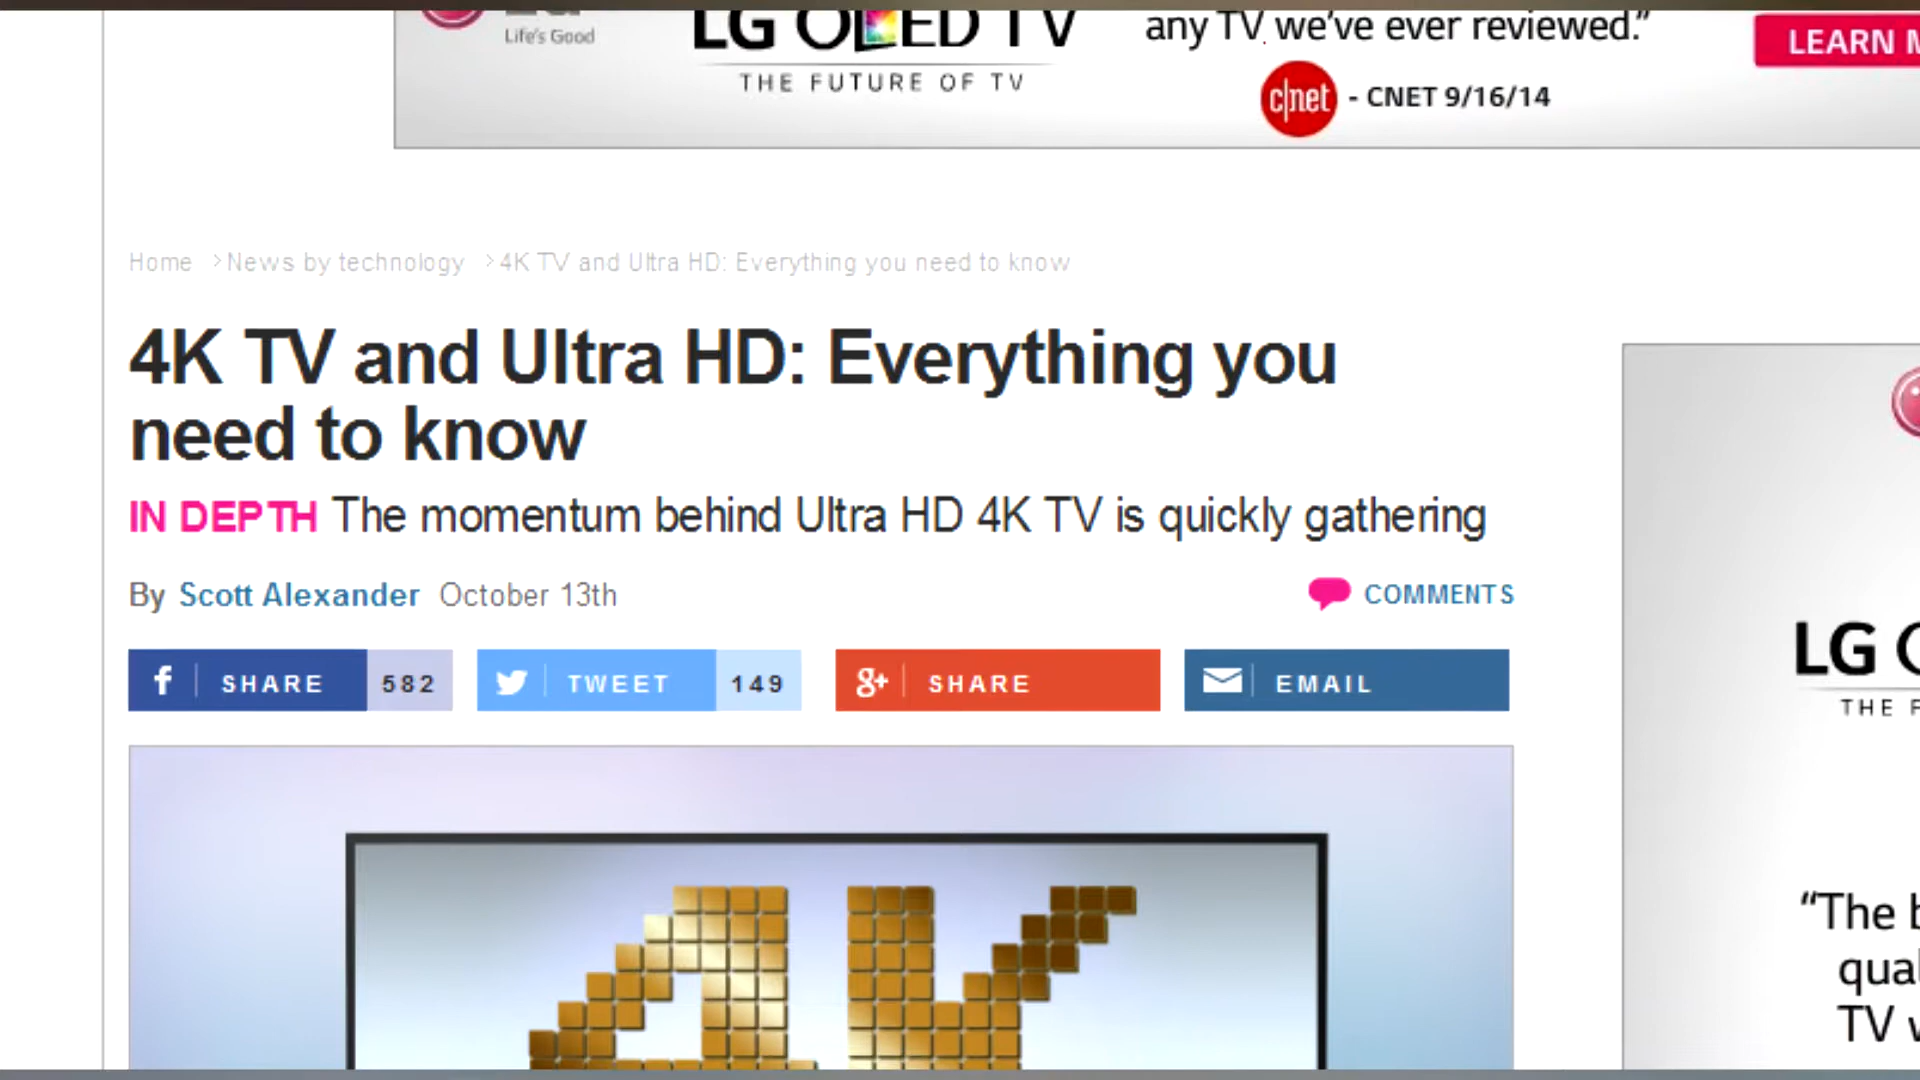 Life's Good
LG OLED TV
THE FUTURE OF TV
any TV we've ever reviewed."
c|net - CNET 9/16/14
LEARN
Home > News by technology > 4K TV and Ultra HD: Everything you need to know
4K TV and Ultra HD: Everything you
need to know
IN DEPTH The momentum behind Ultra HD 4K TV is quickly gathering
By Scott Alexander October 13th
COMMENTS
f SHARE 582
TWEET 149
g+ SHARE
EMAIL
4K
LG
THE
"The
TV